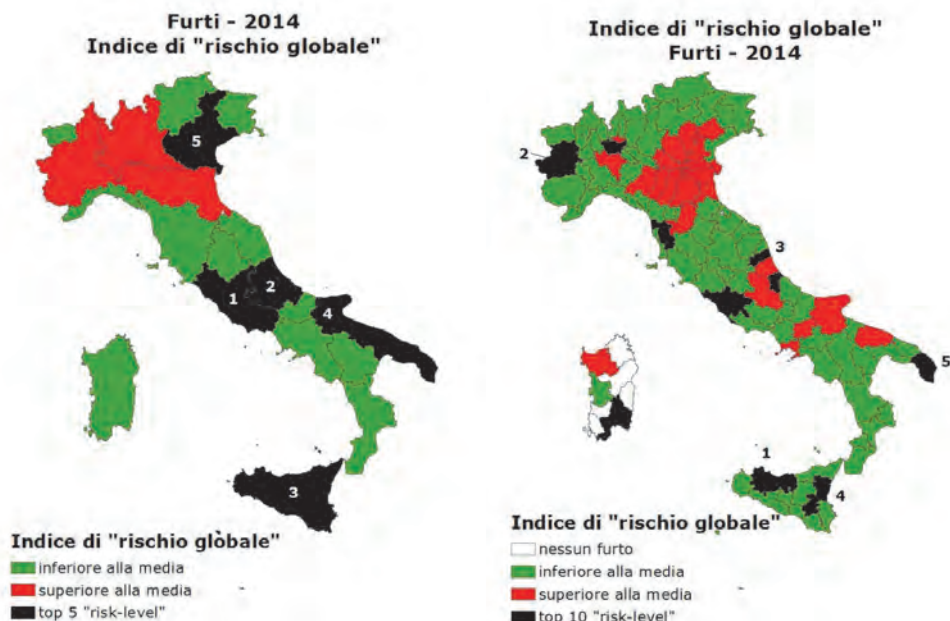 Furti - 2014
Indice di "rischio globale"
5
1
2
4
3
Indice di "rischio globale"
inferiore alla media
superiore alla media
top 5 "risk-level"
Indice di "rischio globale"
Furti - 2014
2
3
5
1
4
Indice di "rischio globale"
nessun furto
inferiore alla media
superiore alla media
top 10 "risk-level"